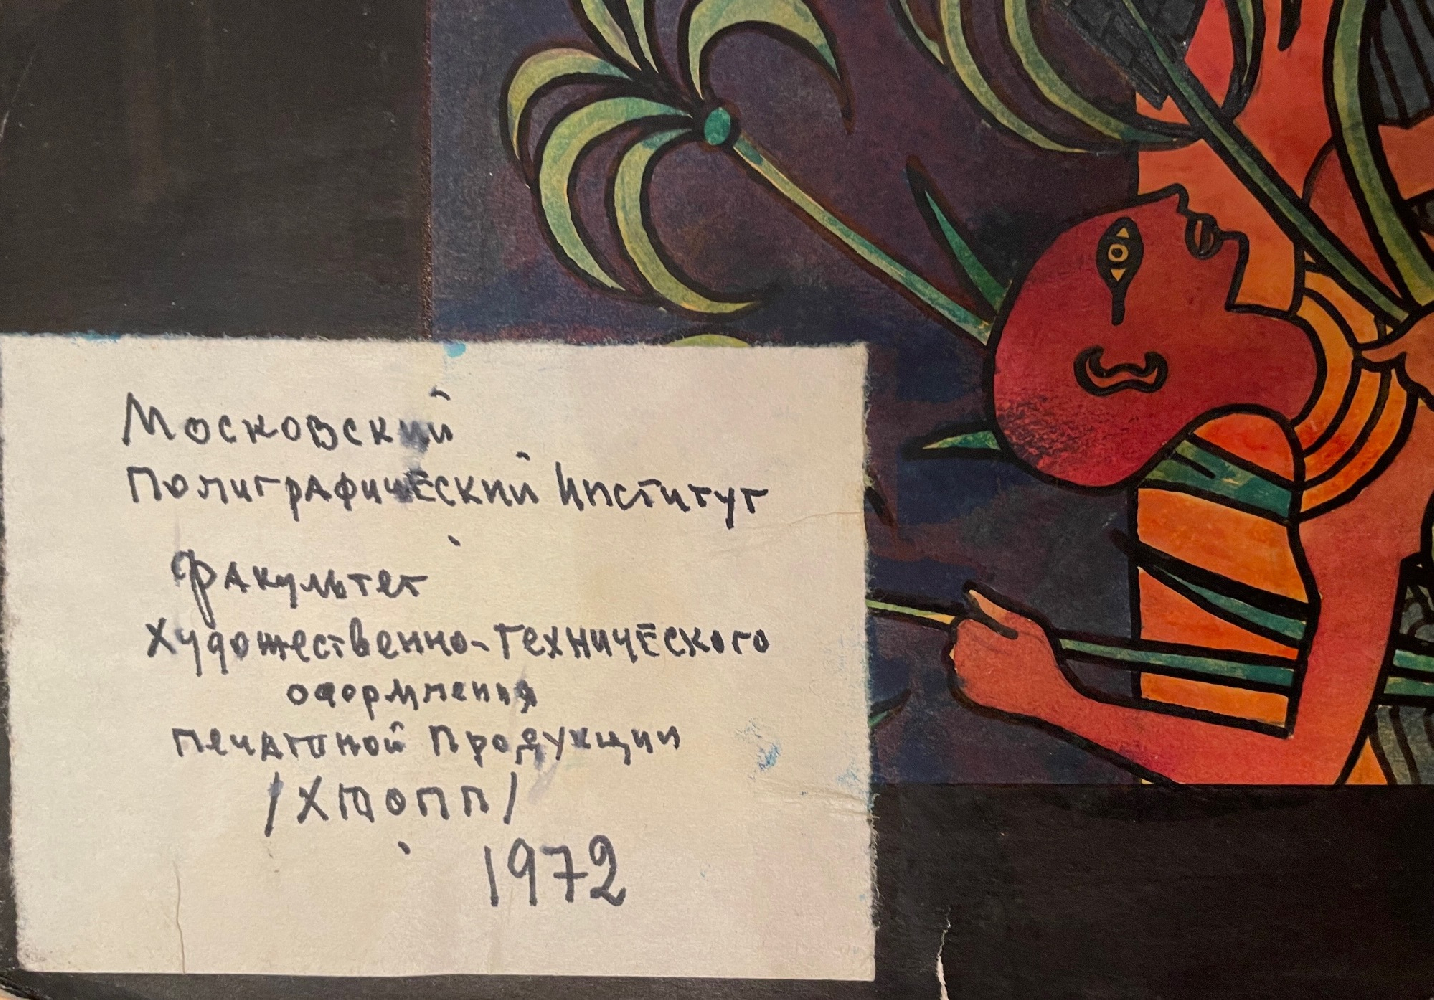 Московский
Полиграфический Институт
Факультет
Художественно-Технического
оформления
печатной Продукции
/ХТОПП/
1972